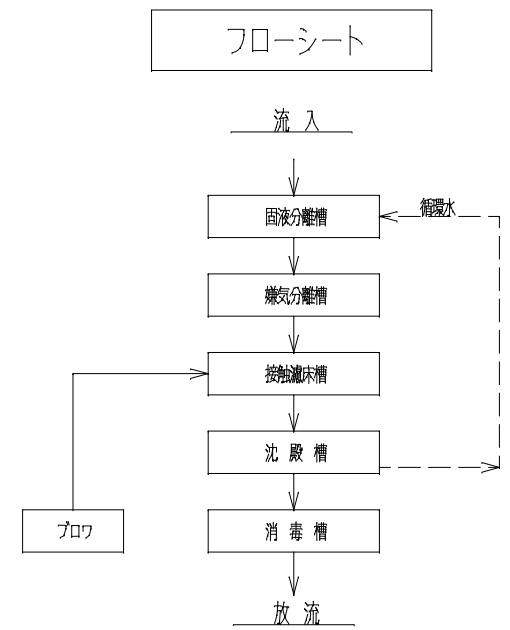 フローシート
流 入
固液分離槽
循環水
嫌気分離槽
接触濾床槽
沈 殿 槽
ブロワ
消 毒 槽
放 流